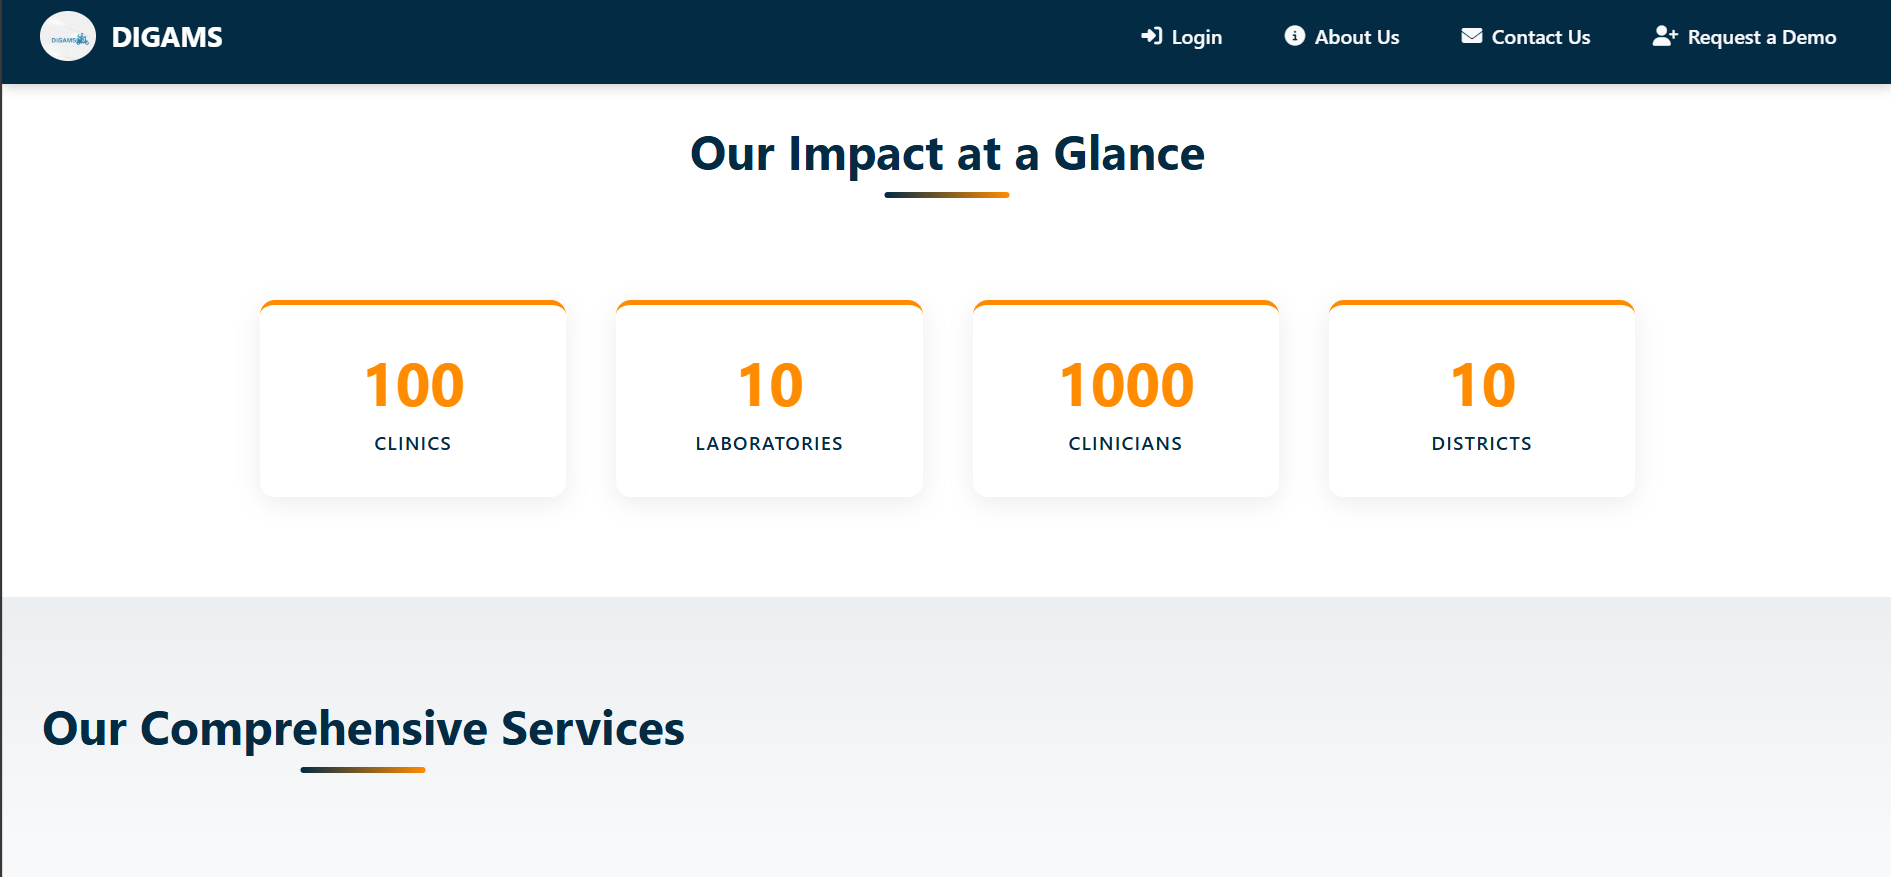 DIGAMS
DIGAMS
Login
About Us
Contact Us
Request a Demo
Our Impact at a Glance
100
CLINICS
10
LABORATORIES
1000
CLINICIANS
10
DISTRICTS
Our Comprehensive Services